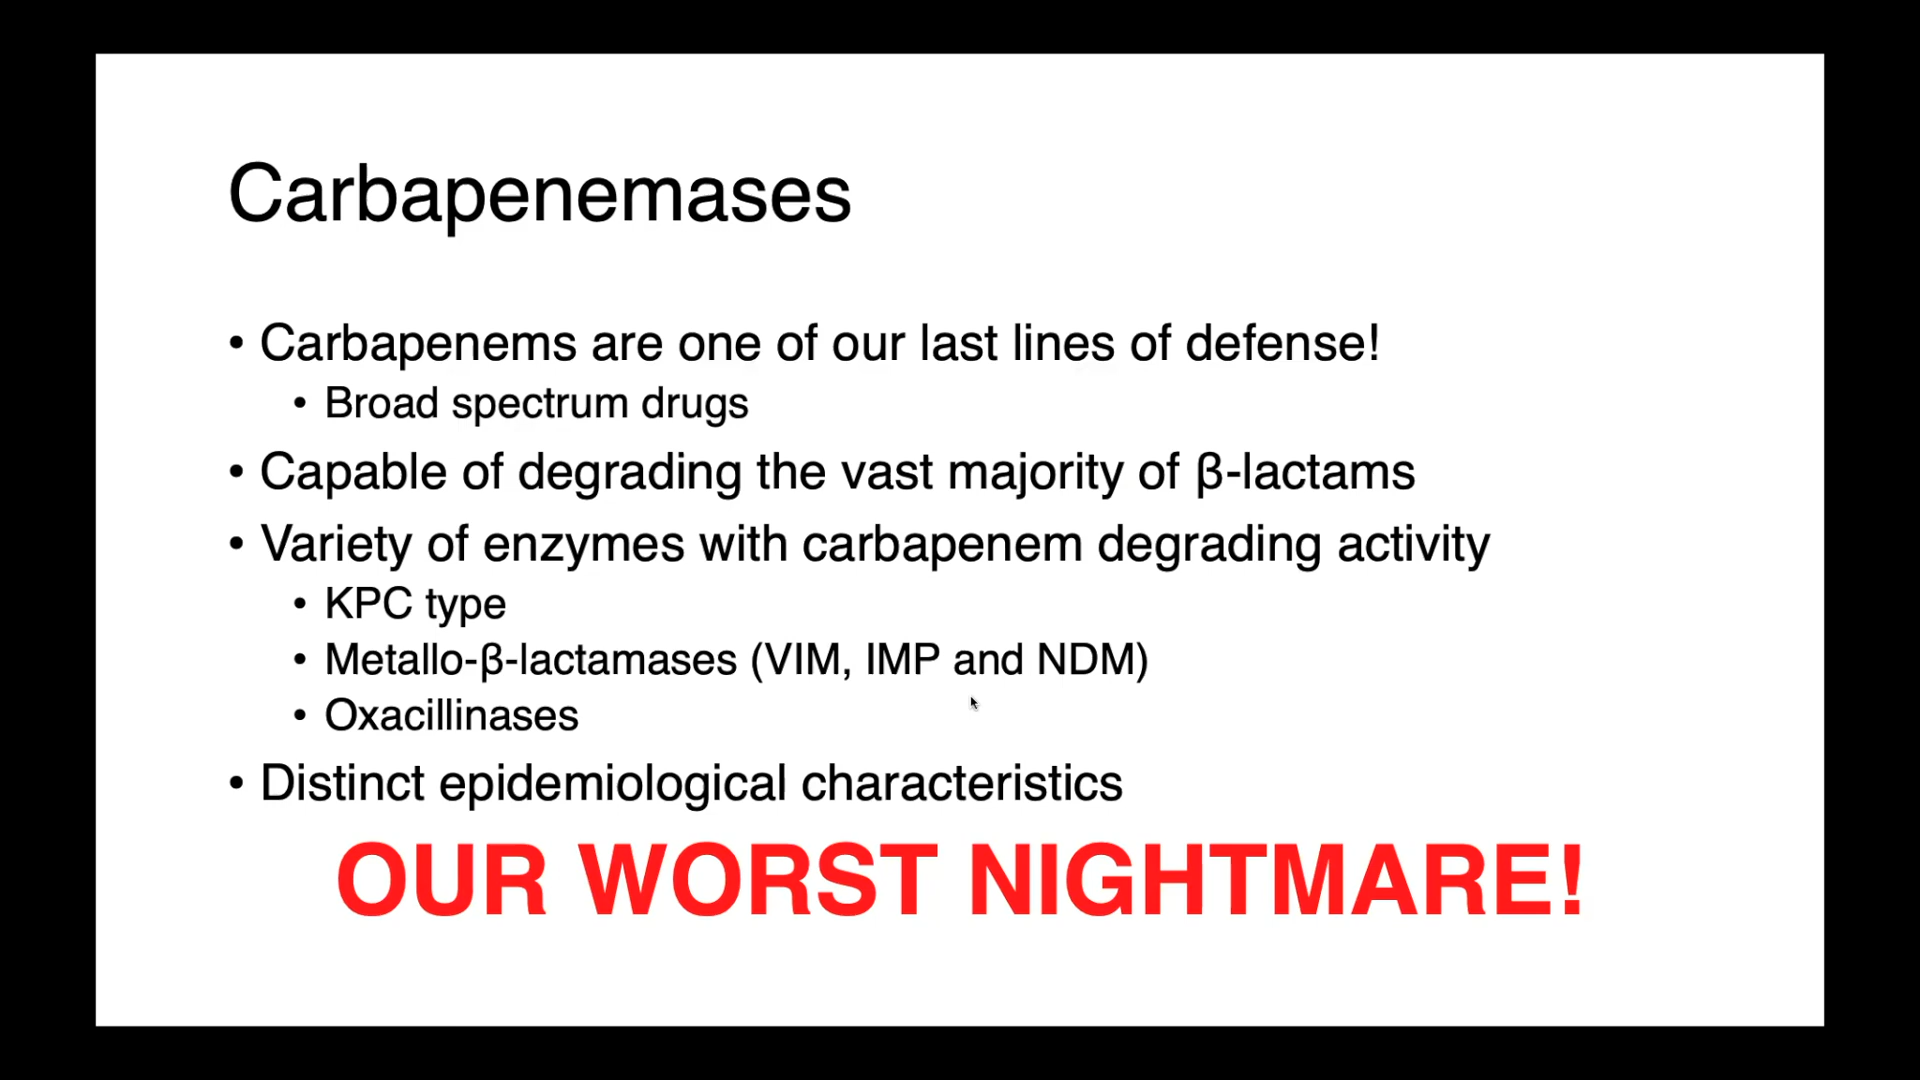 Carbapenemases
• Carbapenems are one of our last lines of defense!
• Broad spectrum drugs
• Capable of degrading the vast majority of β-lactams
• Variety of enzymes with carbapenem degrading activity
• KPC type
• Metallo-β-lactamases (VIM, IMP and NDM)
• Oxacillinases
• Distinct epidemiological characteristics
OUR WORST NIGHTMARE!